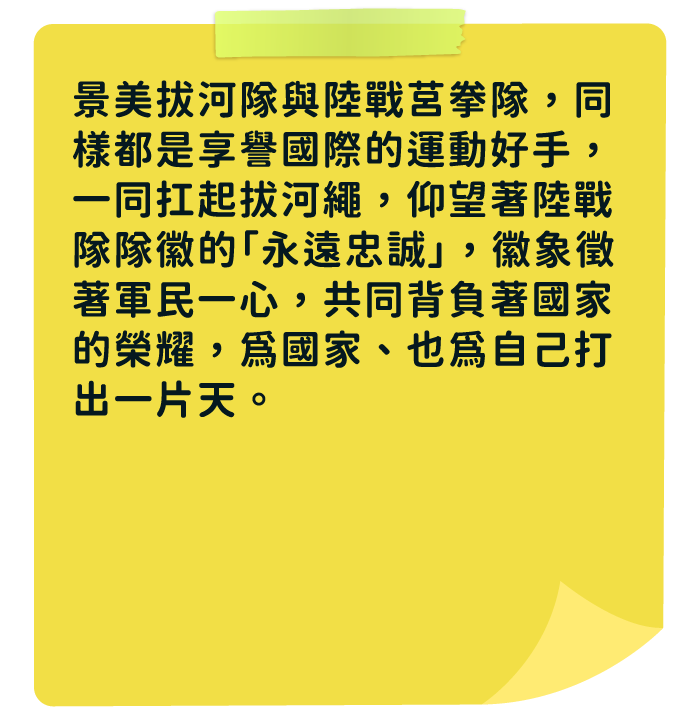 景美拔河隊與陸戰莒拳隊，同
樣都是享譽國際的運動好手，
一同扛起拔河繩，仰望著陸戰
隊隊徽的「永遠忠誠」，徽象徵
著軍民一心，共同背負著國家
的榮耀，為國家、也為自己打
出一片天。